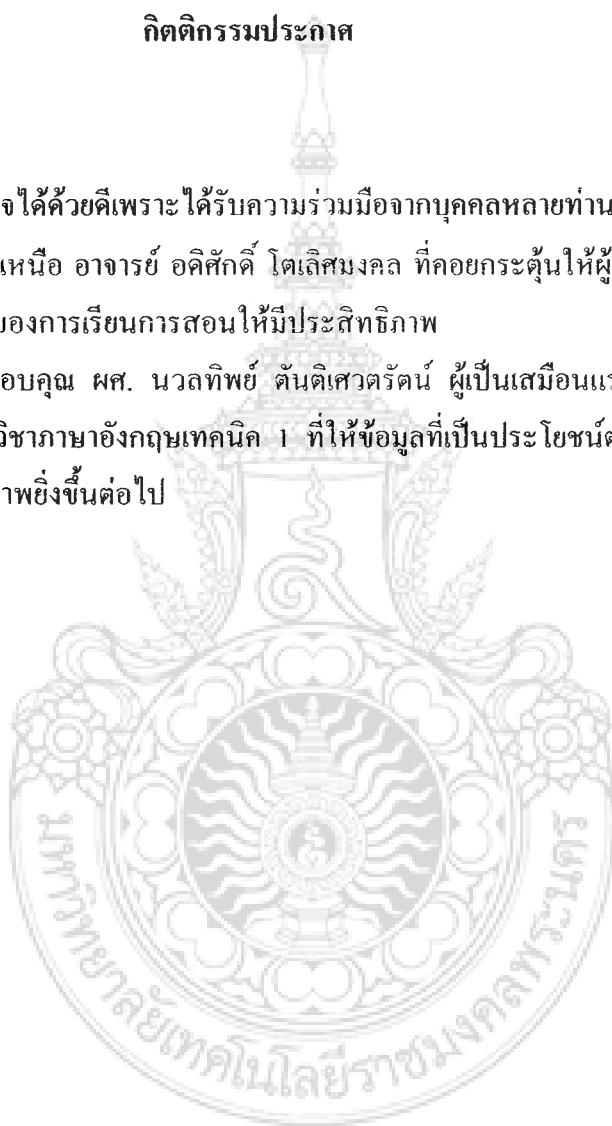 กิตติกรรมประกาศ
จได้ด้วยดีเพราะได้รับความร่วมมือจากบุคคลหลายท่าน
เหนือ อาจารย์ อดิศักดิ์ โตเลิศมงคล ที่คอยกระตุ้นให้ผู้
ของการเรียนการสอนให้มีประสิทธิภาพ
อบคุณ ผศ. นวลทิพย์ ตันติเศวตรัตน์ ผู้เป็นเสมือนแร
วิชาภาษาอังกฤษเทคนิค 1 ที่ให้ข้อมูลที่เป็นประโยชน์ต
าพยิ่งขึ้นต่อไป
มหาวิทยาลัยเทคโนโลยีราชมงคลพระนคร